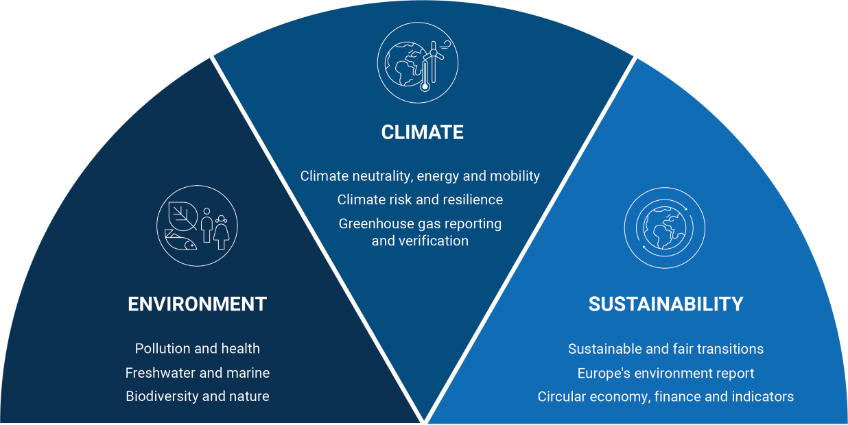 CLIMATE
Climate neutrality, energy and mobility
Climate risk and resilience
Greenhouse gas reporting
and verification
ENVIRONMENT
Pollution and health
Freshwater and marine
Biodiversity and nature
SUSTAINABILITY
Sustainable and fair transitions
Europe's environment report
Circular economy, finance and indicators